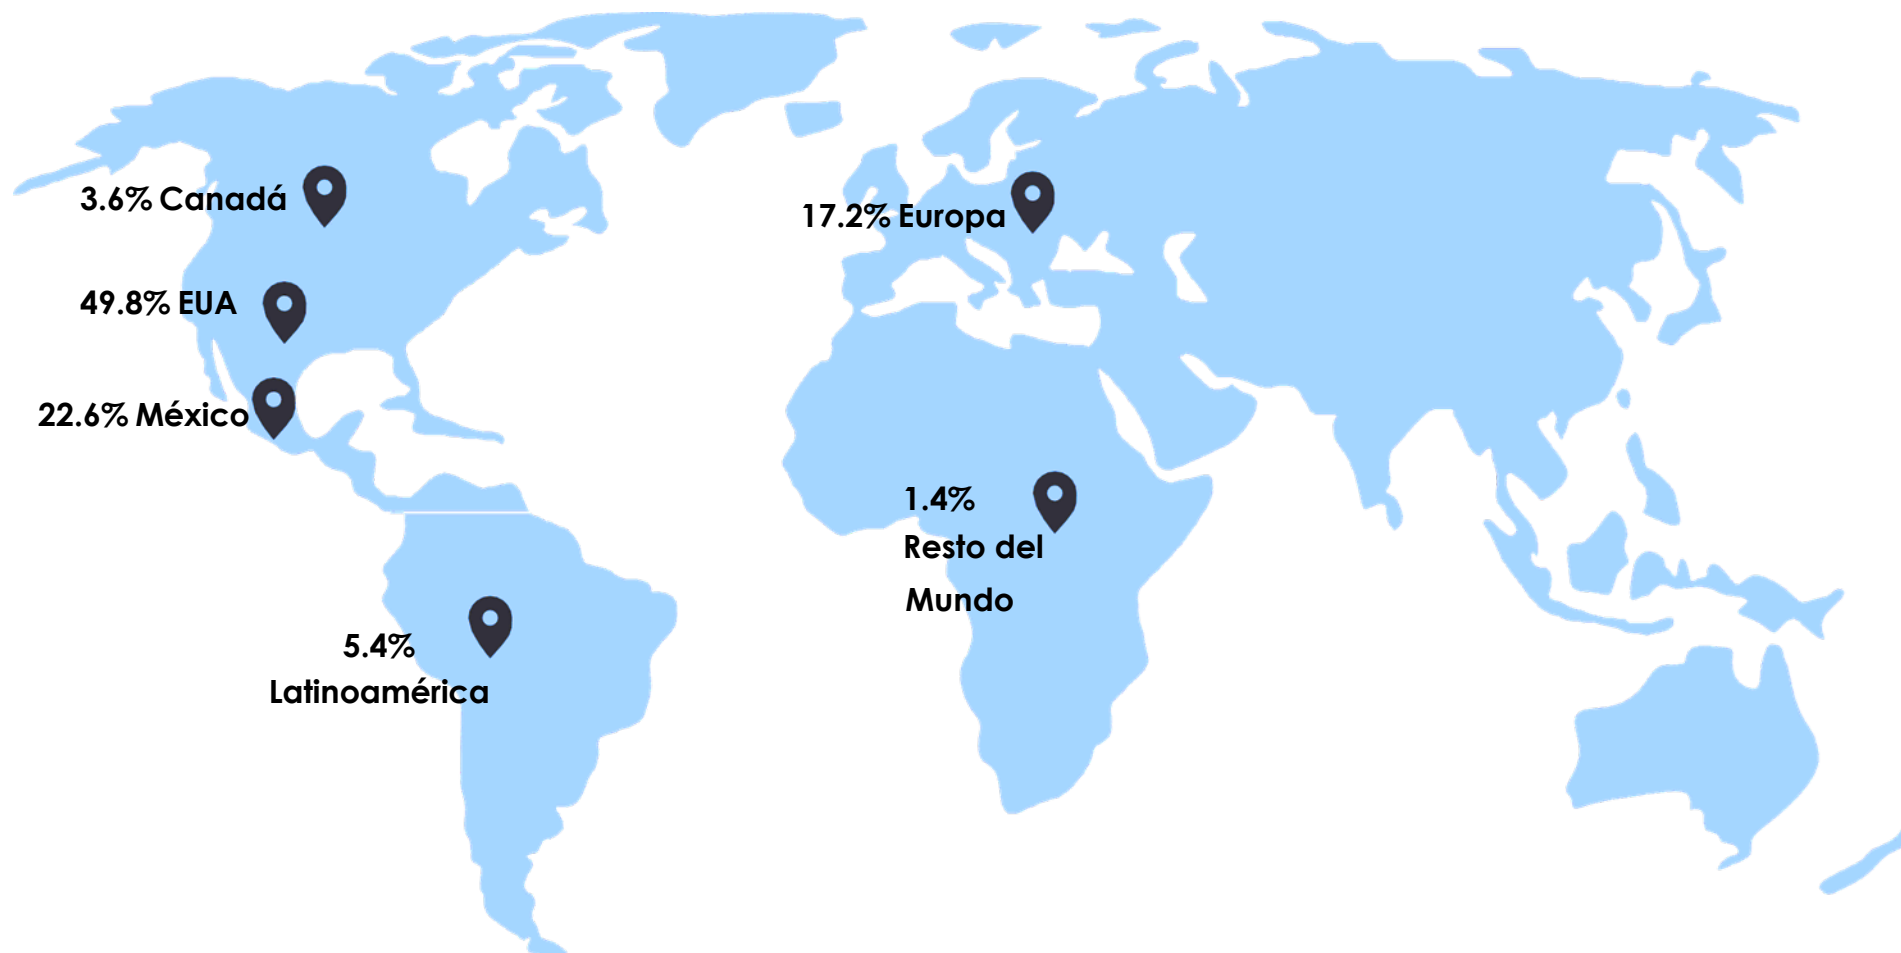 3.6% Canadá
17.2% Europa
49.8% EUA
22.6% México
1.4%
Resto del
Mundo
5.4%
Latinoamérica